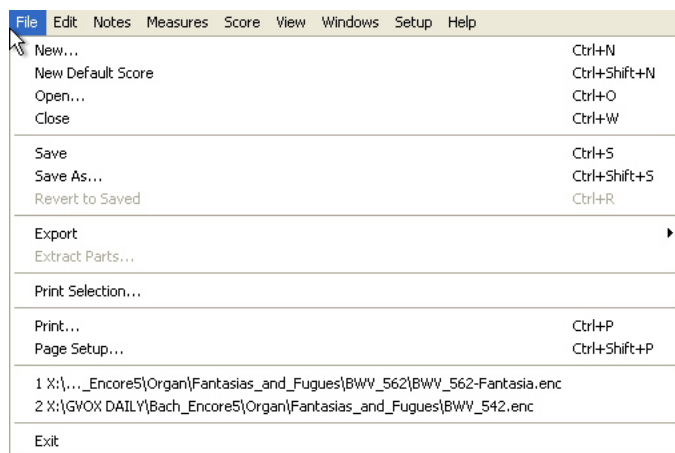 File Edit Notes Measures Score View Windows Setup Help
New... Ctrl+N
New Default Score Ctrl+Shift+N
Open... Ctrl+O
Close Ctrl+W
Save Ctrl+S
Save As... Ctrl+Shift+S
Revert to Saved Ctrl+R
Export
Extract Parts...
Print Selection...
Print... Ctrl+P
Page Setup... Ctrl+Shift+P
1 X:\..._Encore5\Organ\Fantasias_and_Fugues\BWV_562\BWV_562-Fantasia.enc
2 X:\GVOX DAILY\Bach_Encore5\Organ\Fantasias_and_Fugues\BWV_542.enc
Exit